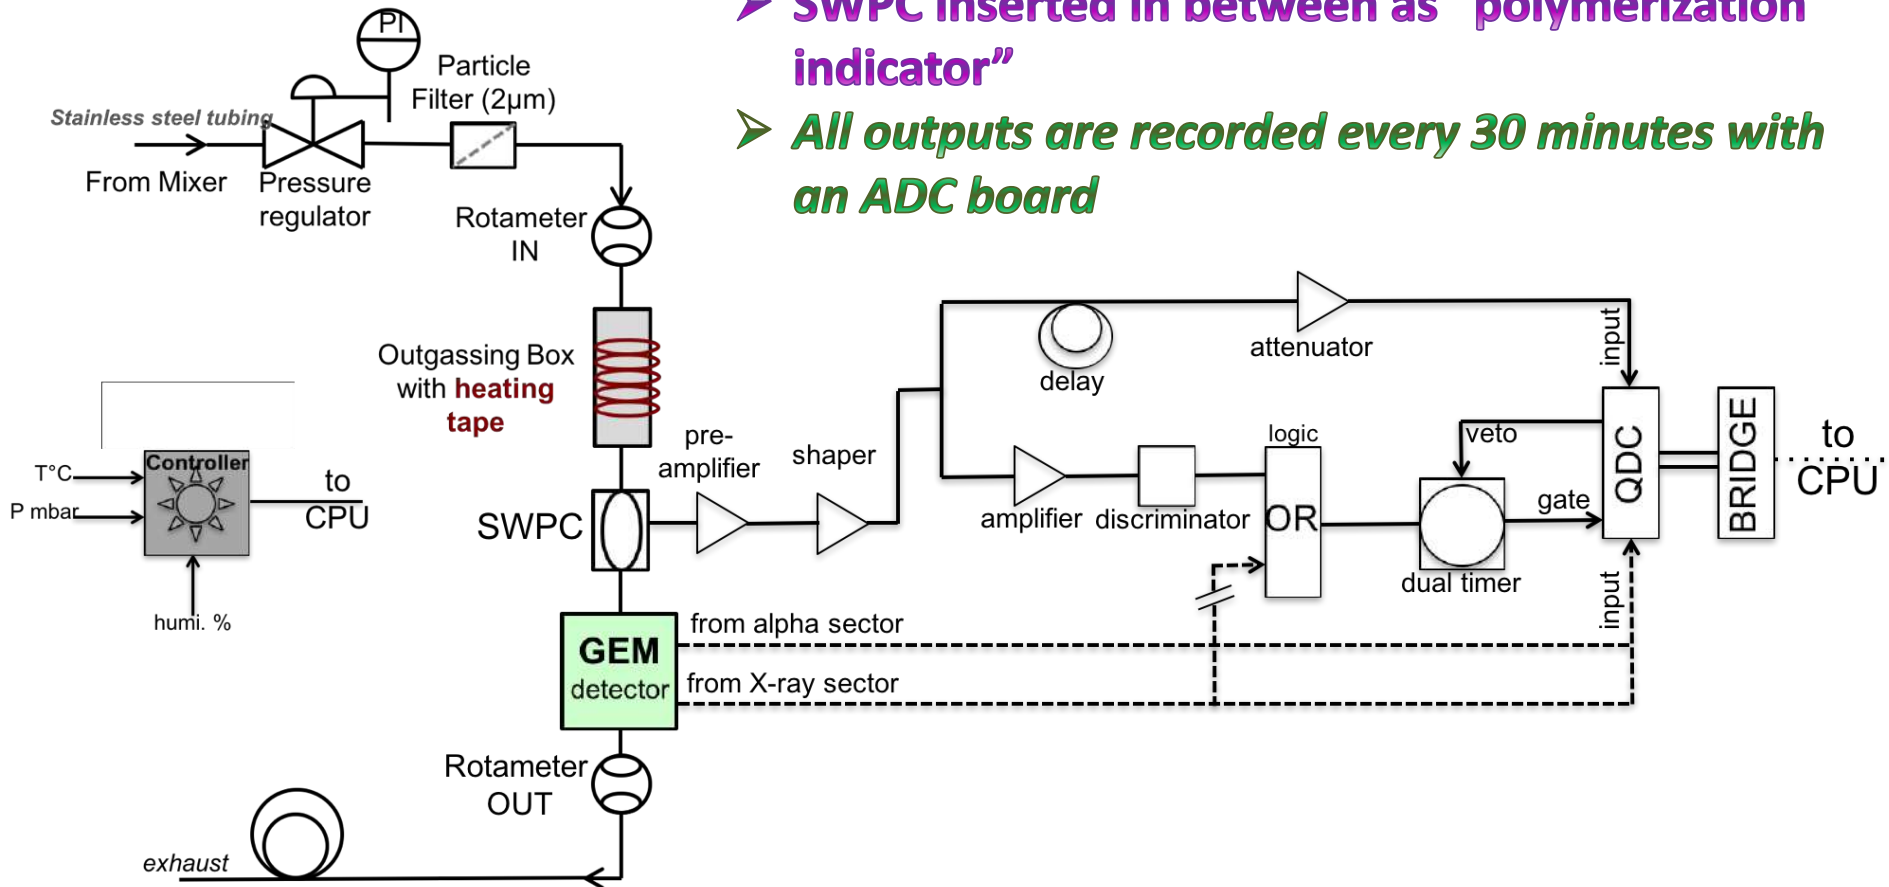 ➢ SWPC inserted in between as "polymerization
indicator”
➢ All outputs are recorded every 30 minutes with
an ADC board
PI
Particle
Filter (2µm)
Stainless steel tubing
From Mixer
Pressure
regulator
Rotameter
IN
Outgassing Box
with heating
tape
pre-
amplifier
shaper
SWPC
delay
attenuator
input
amplifier
discriminator
logic
OR
veto
dual timer
gate
QDC
input
BRIDGE
to
CPU
Controller
T°C
P mbar
humi. %
to
CPU
GEM
detector
from alpha sector
from X-ray sector
Rotameter
OUT
exhaust